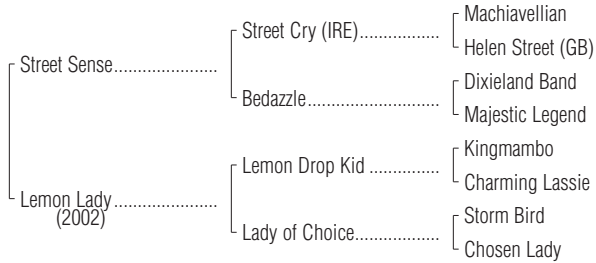 Machiavellian
Street Cry (IRE)..................
Helen Street (GB)
Street Sense.......................
Dixieland Band
Bedazzle.............................
Majestic Legend
Kingmambo
Lemon Drop Kid ...............
Charming Lassie
Lemon Lady.......................
(2002)
Storm Bird
Lady of Choice...................
Chosen Lady